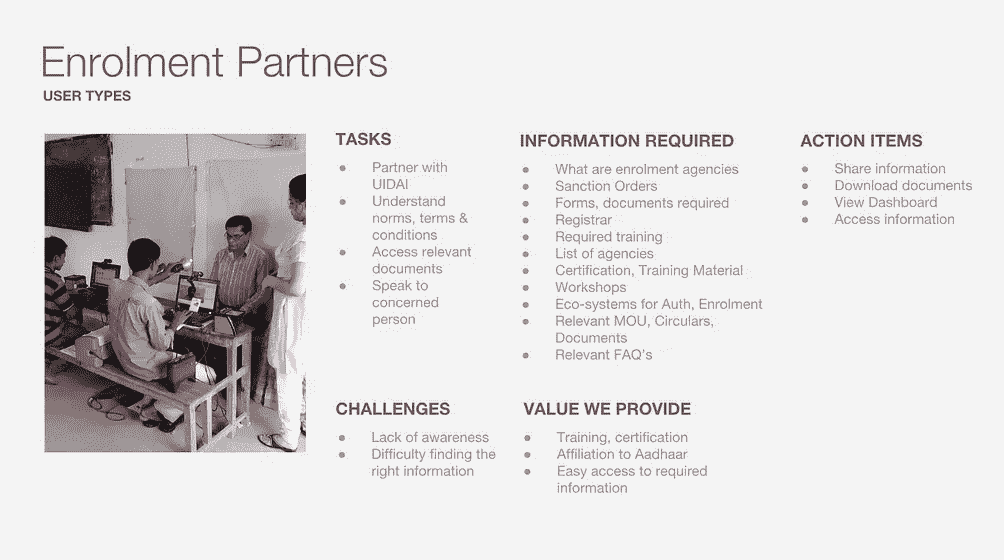 Enrolment Partners
USER TYPES
TASKS
● Partner with
UIDAI
● Understand
norms, terms &
conditions
● Access relevant
documents
● Speak to
concerned
person
INFORMATION REQUIRED
● What are enrolment agencies
● Sanction Orders
● Forms, documents required
● Registrar
● Required training
● List of agencies
● Certification, Training Material
● Workshops
● Eco-systems for Auth, Enrolment
● Relevant MOU, Circulars,
Documents
● Relevant FAQ's
ACTION ITEMS
● Share information
● Download documents
● View Dashboard
● Access information
CHALLENGES
● Lack of awareness
● Difficulty finding the
right information
VALUE WE PROVIDE
● Training, certification
● Affiliation to Aadhaar
● Easy access to required
information